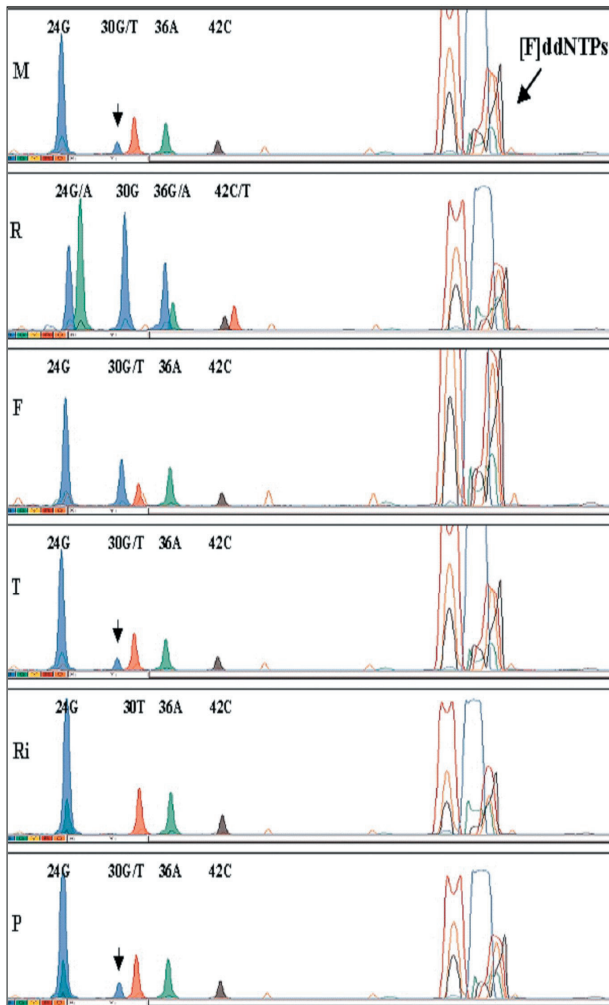 24G 30G/T 36A 42C
[F]ddNTPs
M
24G/A 30G 36G/A 42C/T
R
24G 30G/T 36A 42C
F
24G 30G/T 36A 42C
T
24G 30T 36A 42C
Ri
24G 30G/T 36A 42C
P